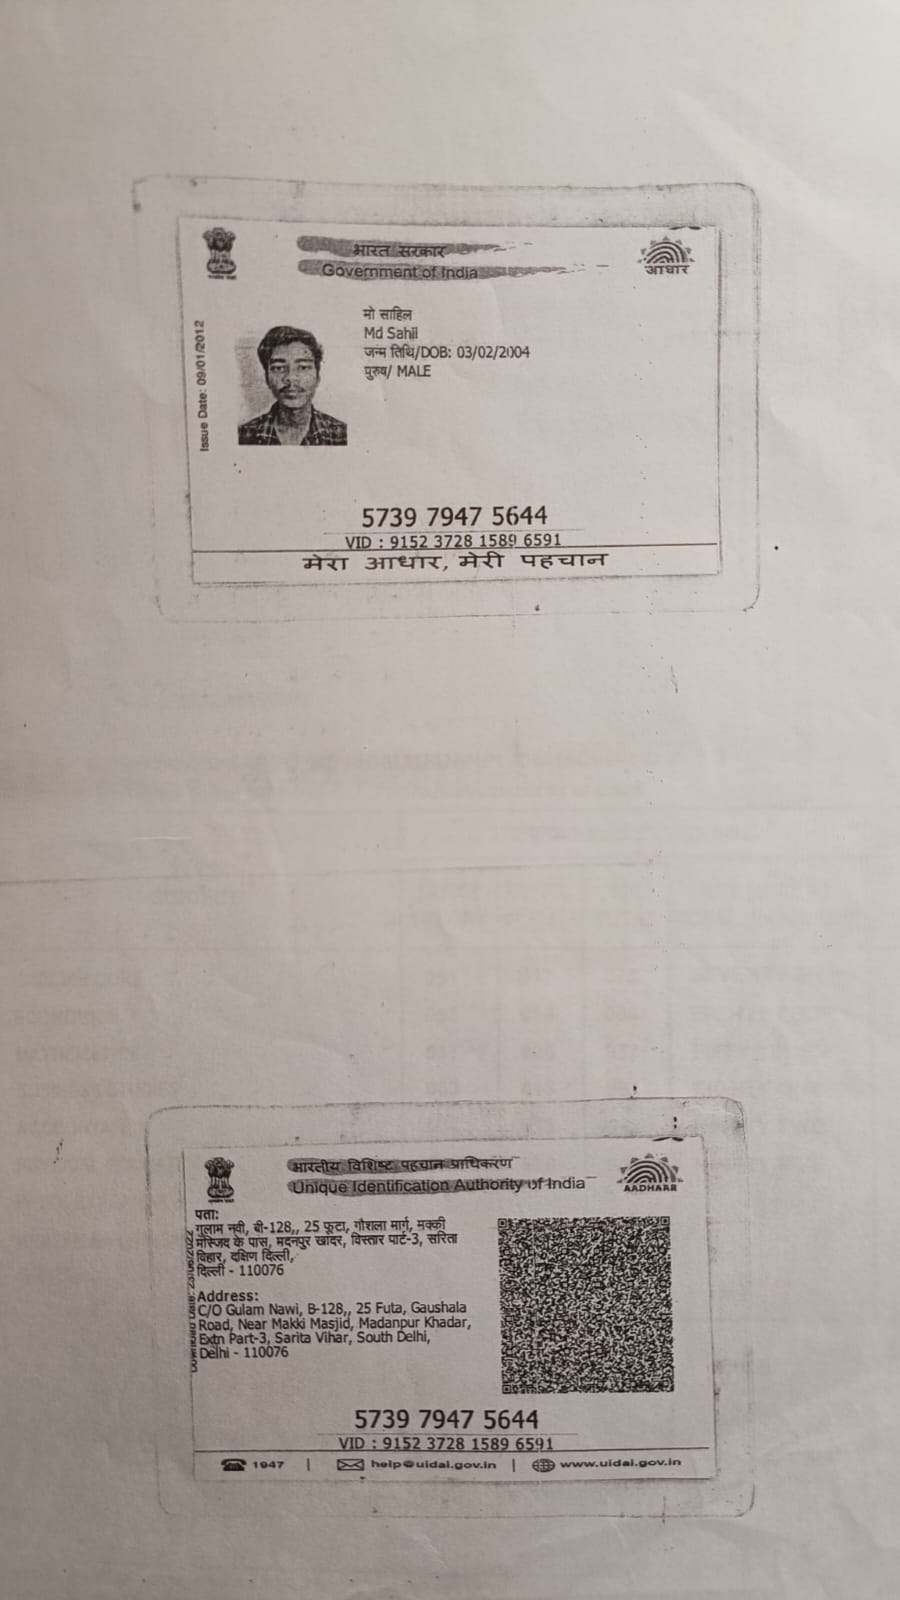 भारत सरकार
Government of India
आधार
Issue Date: 09/01/2012
मो साहिल
Md Sahil
जन्म तिथि/DOB: 03/02/2004
पुरुष/ MALE
5739 7947 5644
VID : 9152 3728 1589 6591
मेरा आधार, मेरी पहचान
भारतीय विशिष्ट पहचान प्राधिकरण
Unique Identification Authority of India
AADHAAR
पता:
गुलाम नवी, बी-128,, 25 फूटा, गौशला मार्ग, मक्की
मस्जिद के पास, मदनपुर खादर, विस्तार पार्ट-3, सरिता
विहार, दक्षिण दिल्ली,
दिल्ली - 110076
Address:
C/O Gulam Nawi, B-128,, 25 Futa, Gaushala
Road, Near Makki Masjid, Madanpur Khadar,
Extn Part-3, Sarita Vihar, South Delhi,
Delhi - 110076
5739 7947 5644
VID : 9152 3728 1589 6591
1947 | help@uidai.gov.in | www.uidai.gov.in